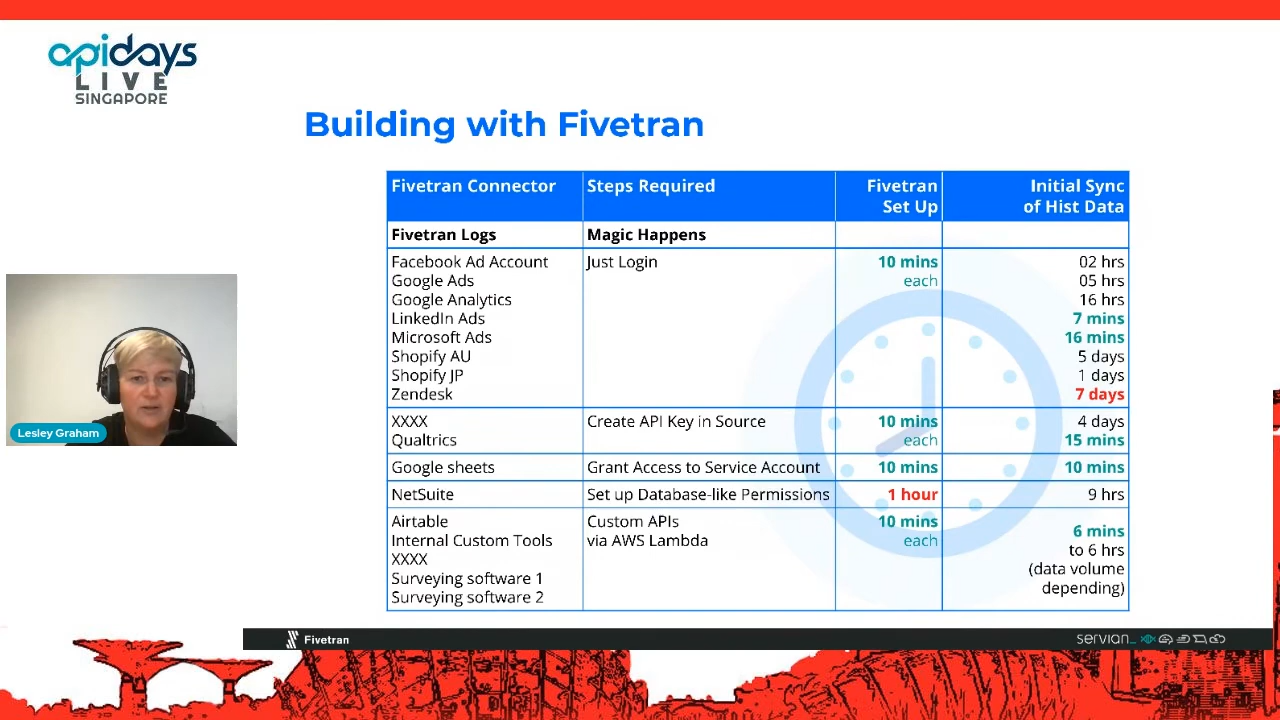 apidays
LIVE
SINGAPORE
Building with Fivetran
Fivetran Connector Steps Required Fivetran Set Up Initial Sync of Hist Data
Fivetran Logs Magic Happens
Facebook Ad Account Just Login 10 mins 02 hrs
Google Ads each 05 hrs
Google Analytics 16 hrs
LinkedIn Ads 7 mins
Microsoft Ads 16 mins
Shopify AU 5 days
Shopify JP 1 days
Zendesk 7 days
XXXX Create API Key in Source 10 mins 4 days
Qualtrics each 15 mins
Google sheets Grant Access to Service Account 10 mins 10 mins
NetSuite Set up Database-like Permissions 1 hour 9 hrs
Airtable Custom APIs 10 mins 6 mins
Internal Custom Tools via AWS Lambda each to 6 hrs
XXXX (data volume
Surveying software 1 depending)
Surveying software 2
Lesley Graham
Fivetran servian_